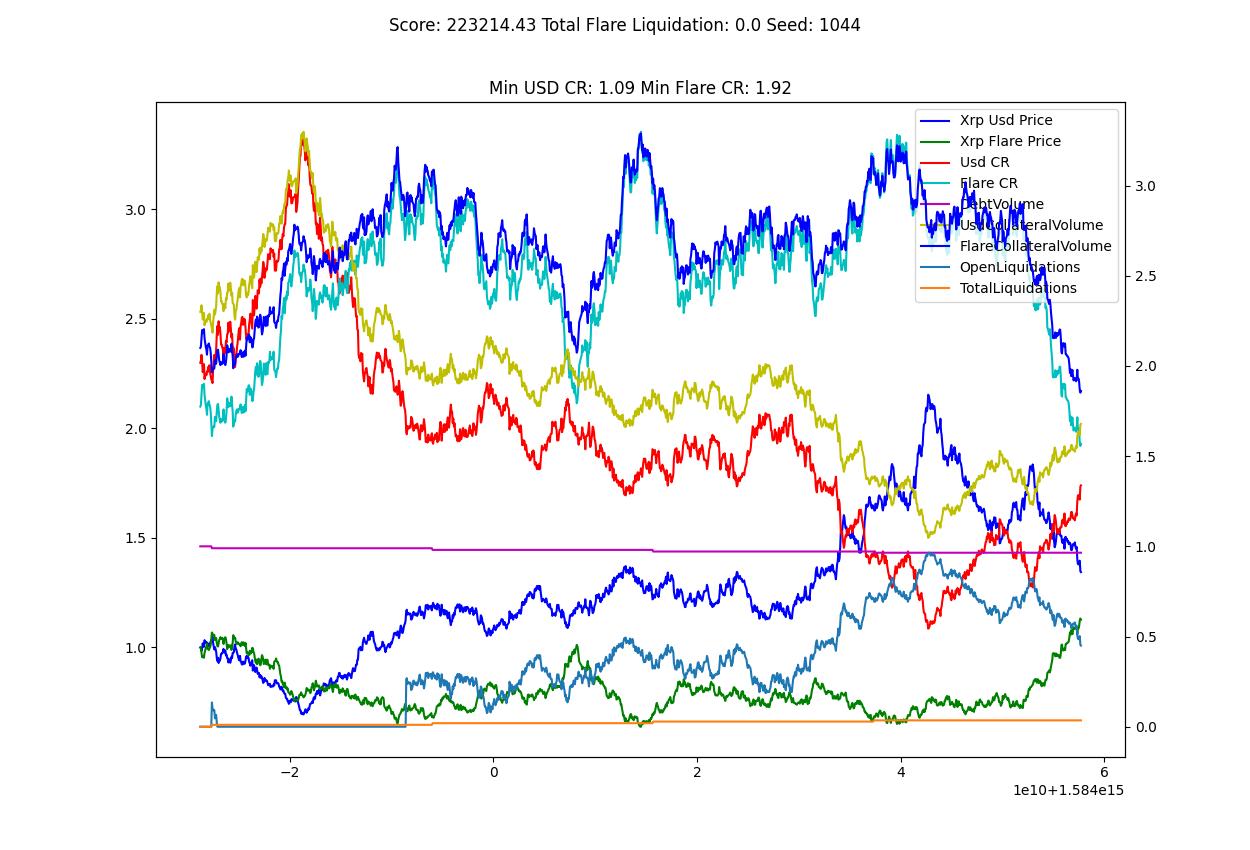 Score: 223214.43 Total Flare Liquidation: 0.0 Seed: 1044
Min USD CR: 1.09 Min Flare CR: 1.92
Xrp Usd Price
Xrp Flare Price
Usd CR
Flare CR
DebtVolume
UsdCollateralVolume
FlareCollateralVolume
OpenLiquidations
TotalLiquidations
3.0
2.5
2.0
1.5
1.0
3.0
2.5
2.0
1.5
1.0
0.5
0.0
−2 0 2 4 6
1e10+1.584e15